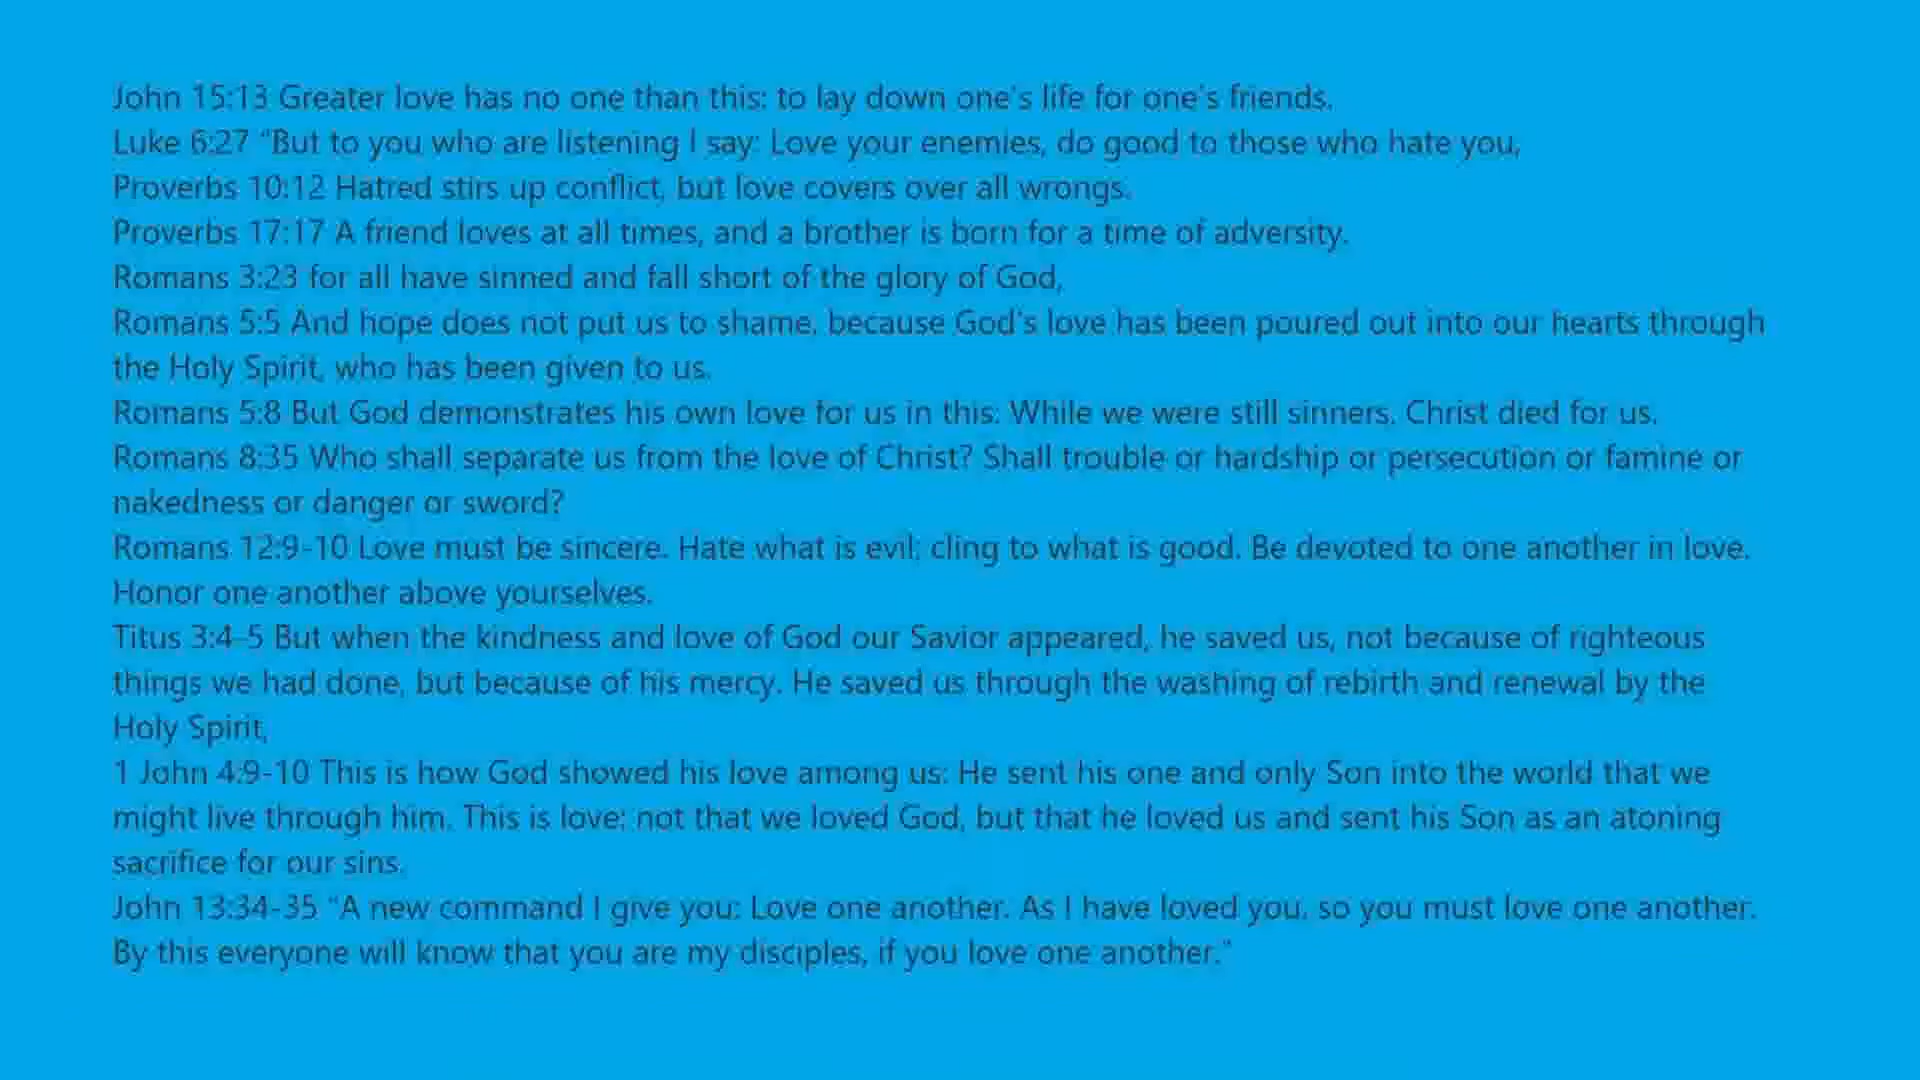 John 15:13 Greater love has no one than this: to lay down one's life for one's friends.
Luke 6:27 "But to you who are listening I say: Love your enemies, do good to those who hate you,
Proverbs 10:12 Hatred stirs up conflict, but love covers over all wrongs.
Proverbs 17:17 A friend loves at all times, and a brother is born for a time of adversity.
Romans 3:23 for all have sinned and fall short of the glory of God,
Romans 5:5 And hope does not put us to shame, because God's love has been poured out into our hearts through
the Holy Spirit, who has been given to us.
Romans 5:8 But God demonstrates his own love for us in this: While we were still sinners, Christ died for us.
Romans 8:35 Who shall separate us from the love of Christ? Shall trouble or hardship or persecution or famine or
nakedness or danger or sword?
Romans 12:9-10 Love must be sincere. Hate what is evil; cling to what is good. Be devoted to one another in love.
Honor one another above yourselves.
Titus 3:4-5 But when the kindness and love of God our Savior appeared, he saved us, not because of righteous
things we had done, but because of his mercy. He saved us through the washing of rebirth and renewal by the
Holy Spirit,
1 John 4:9-10 This is how God showed his love among us: He sent his one and only Son into the world that we
might live through him. This is love: not that we loved God, but that he loved us and sent his Son as an atoning
sacrifice for our sins.
John 13:34-35 "A new command I give you: Love one another. As I have loved you, so you must love one another.
By this everyone will know that you are my disciples, if you love one another."